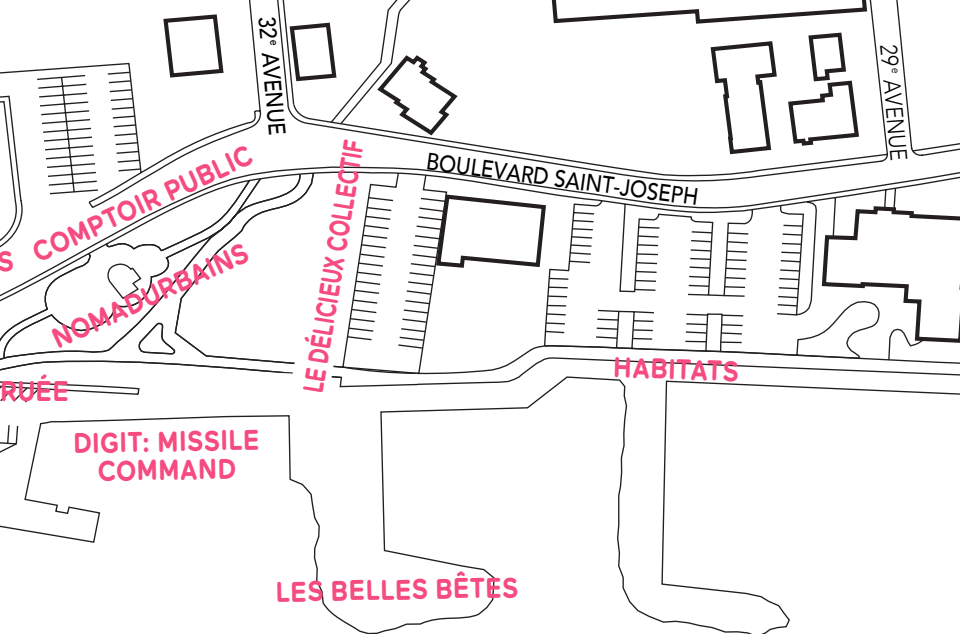 32e AVENUE
29e AVENUE
BOULEVARD SAINT-JOSEPH
COMPTOIR PUBLIC
S
NOMADURBAINS
LE DÉLICIEUX COLLECTIF
HABITATS
RUÉE
DIGIT: MISSILE
COMMAND
LES BELLES BÊTES